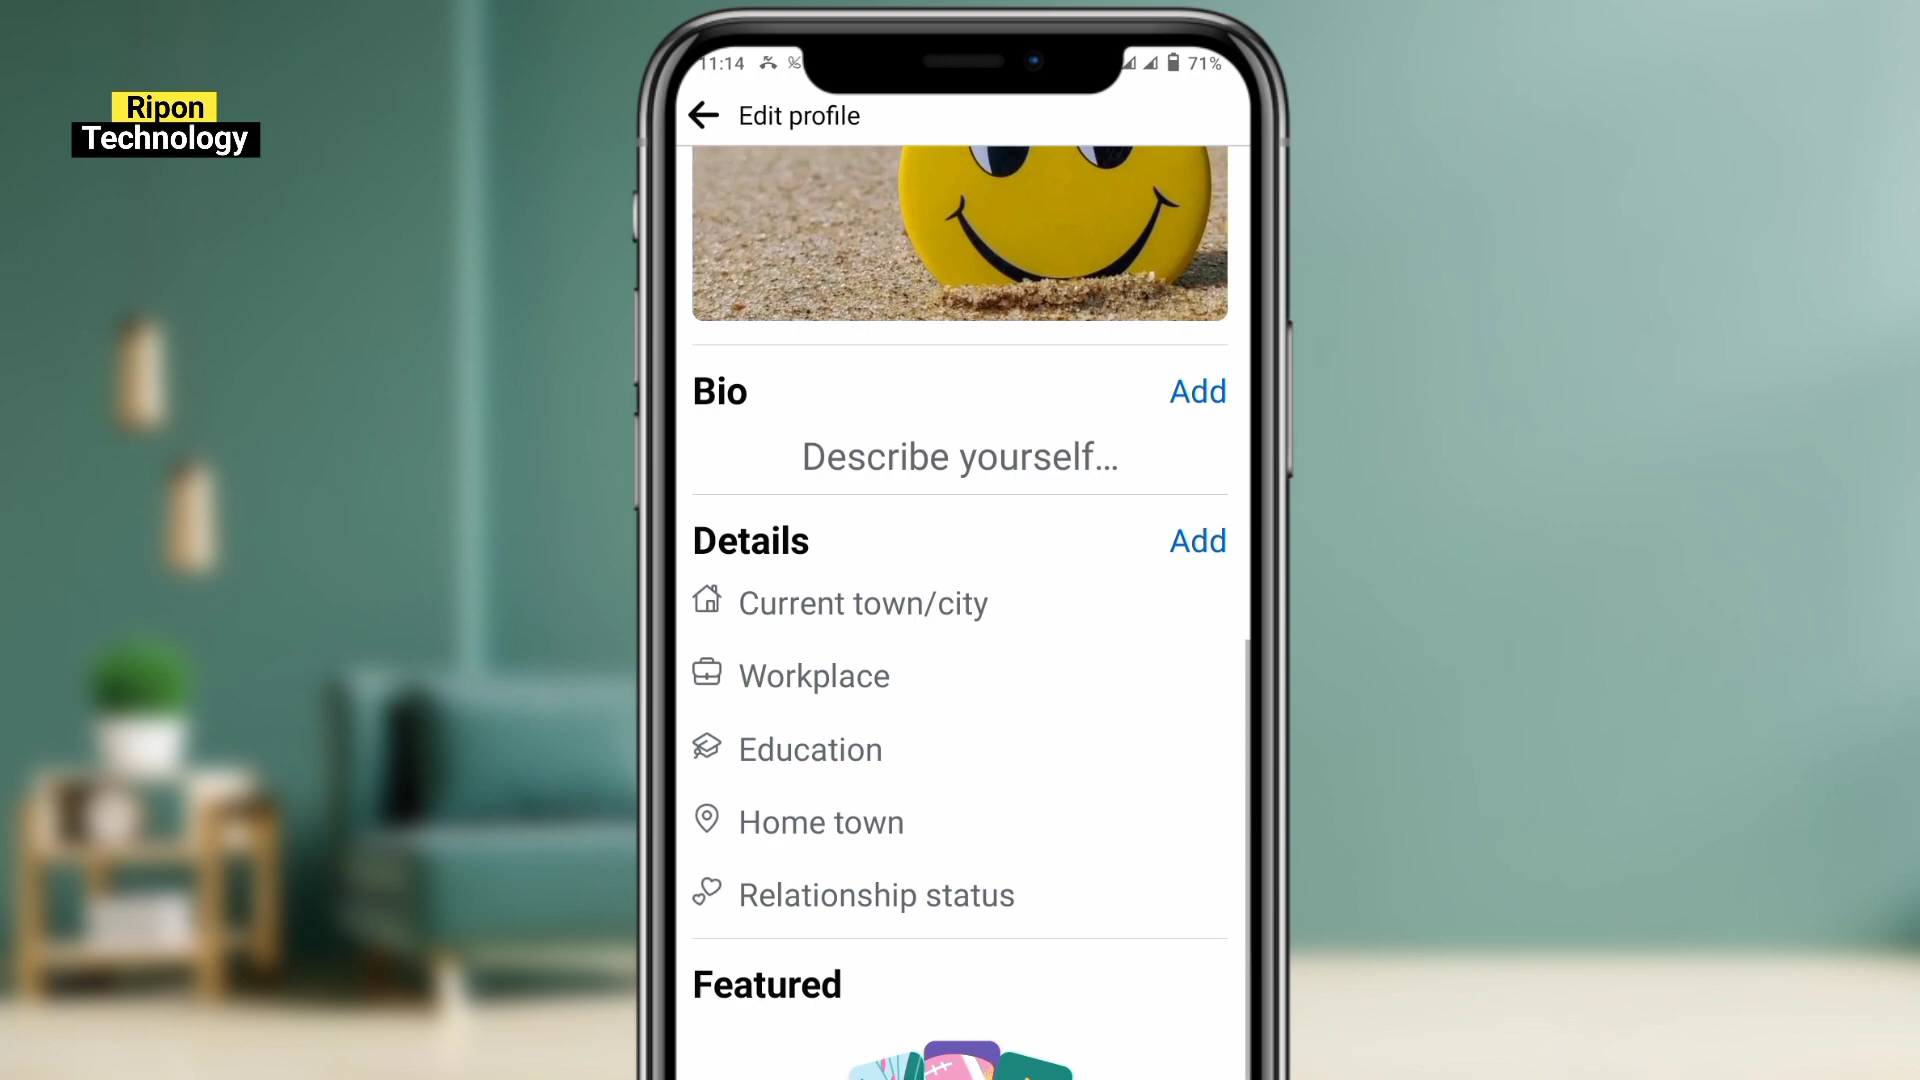 Ripon
Technology
11:14
71%
Edit profile
Bio
Add
Describe yourself...
Details
Add
Current town/city
Workplace
Education
Home town
Relationship status
Featured